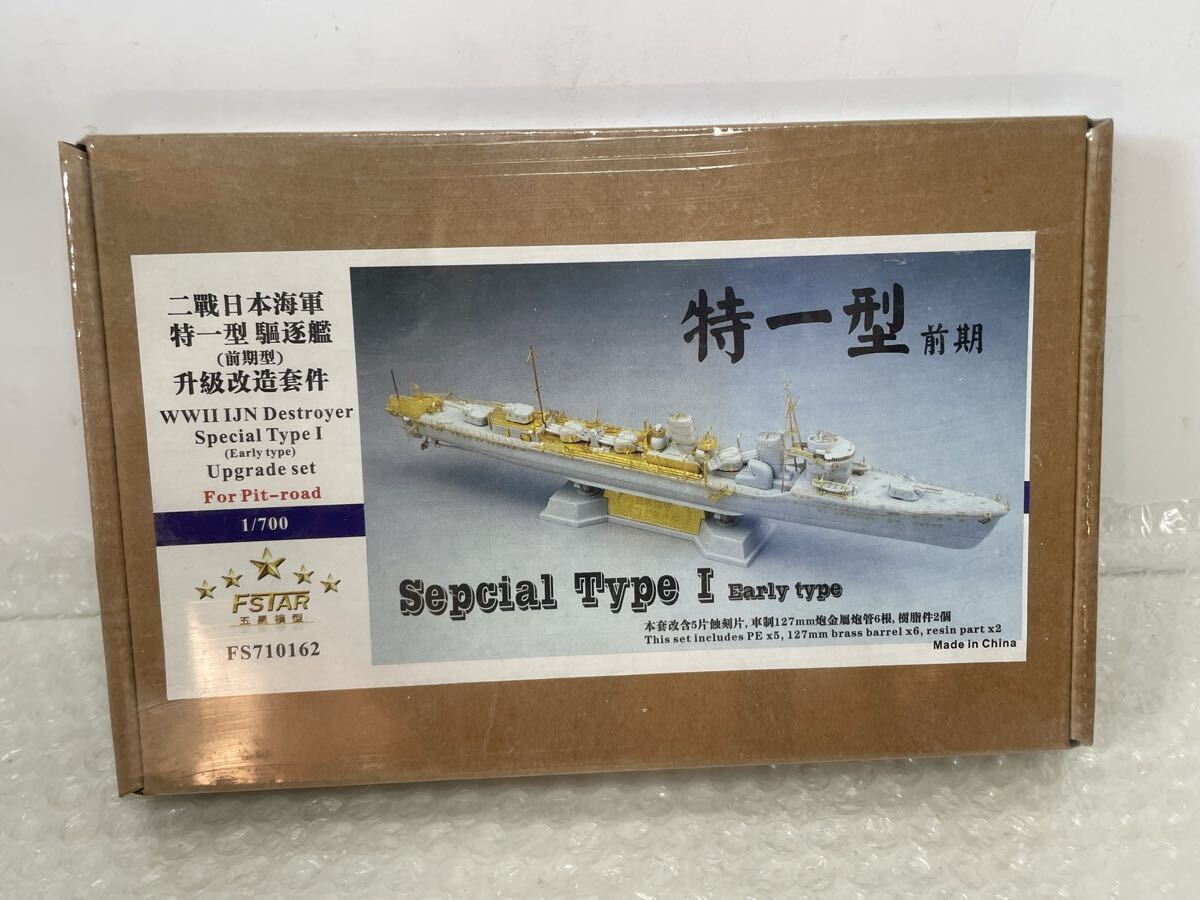 二戰日本海軍
特一型 驅逐艦
(前期型)
升級改造套件
WWII IJN Destroyer
Special Type I
(Early type)
Upgrade set
For Pit-road
1/700
FSTAR
五星模型
FS710162
特一型 前期
Sepcial Type I Early type
本套改含5片蝕刻片, 車制127mm炮金屬炮管6根, 樹脂件2個
This set includes PE x5, 127mm brass barrel x6, resin part x2
Made in China